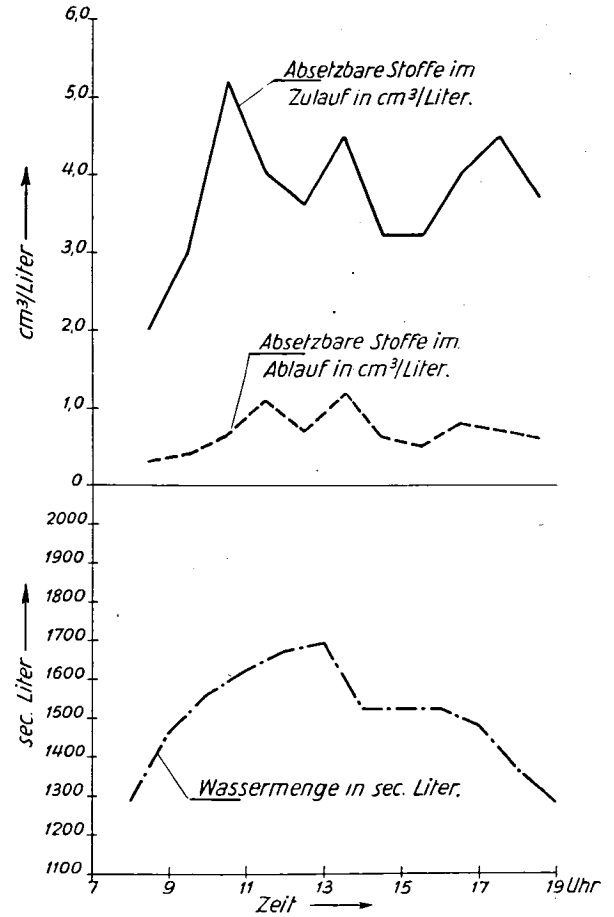 6,0
Absetzbare Stoffe im
Zulauf in cm³/Liter.
5,0
4,0
3,0
2,0
1,0
0
cm³/Liter
Absetzbare Stoffe im
Ablauf in cm³/Liter.
2000
1900
1800
1700
1600
1500
1400
1300
1200
1100
sec. Liter
Wassermenge in sec. Liter.
7 9 11 13 15 17 19 Uhr
Zeit